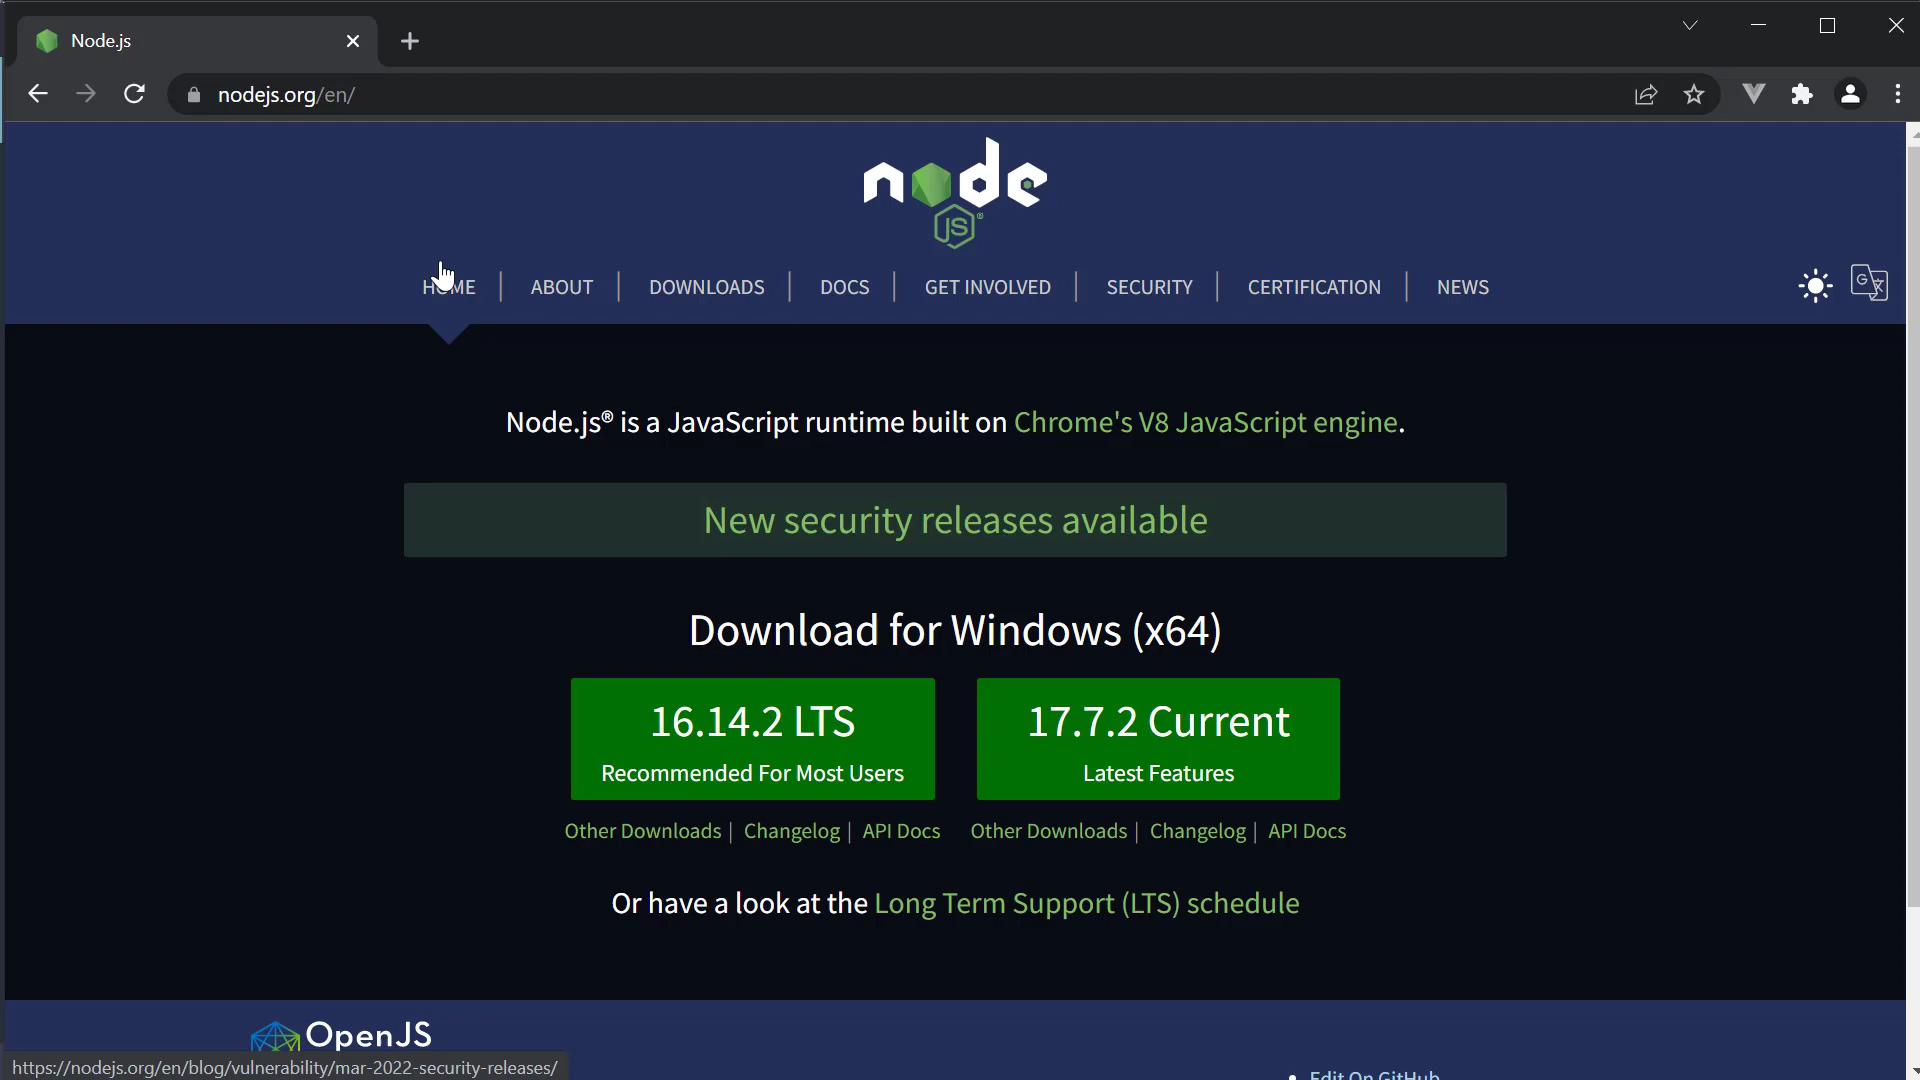 Node.js
nodejs.org/en/
node
JS ®
HOME | ABOUT | DOWNLOADS | DOCS | GET INVOLVED | SECURITY | CERTIFICATION | NEWS
Node.js® is a JavaScript runtime built on Chrome's V8 JavaScript engine.
New security releases available
Download for Windows (x64)
16.14.2 LTS
Recommended For Most Users
17.7.2 Current
Latest Features
Other Downloads | Changelog | API Docs
Other Downloads | Changelog | API Docs
Or have a look at the Long Term Support (LTS) schedule
OpenJS
https://nodejs.org/en/blog/vulnerability/mar-2022-security-releases/
• Edit On GitHub